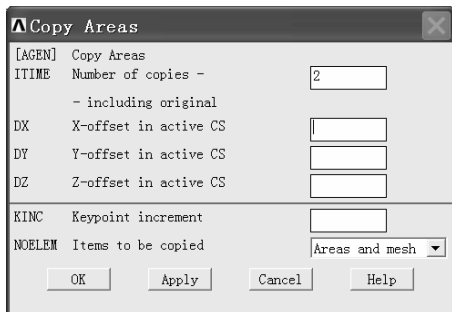 Copy Areas
[AGEN] Copy Areas
ITIME Number of copies - 2
- including original
DX X-offset in active CS
DY Y-offset in active CS
DZ Z-offset in active CS
KINC Keypoint increment
NOELEM Items to be copied Areas and mesh
OK Apply Cancel Help